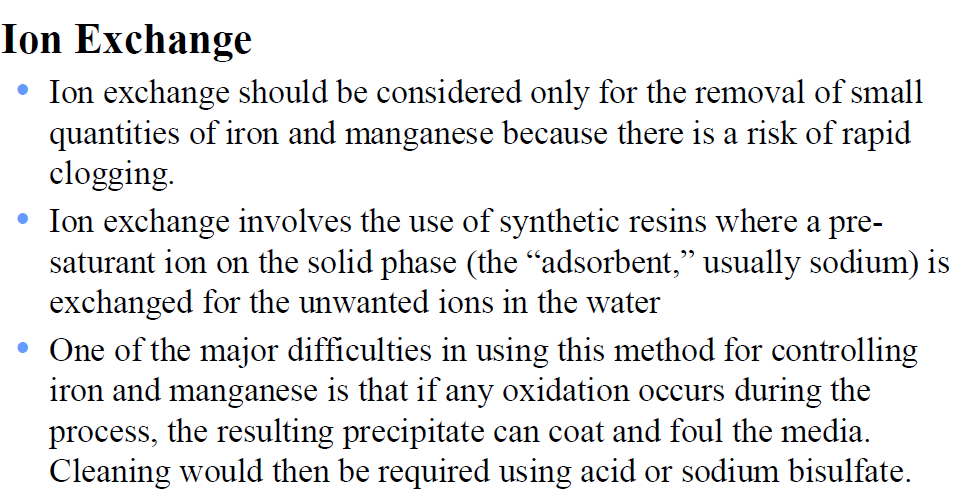 Ion Exchange
• Ion exchange should be considered only for the removal of small
quantities of iron and manganese because there is a risk of rapid
clogging.
• Ion exchange involves the use of synthetic resins where a pre-
saturant ion on the solid phase (the “adsorbent,” usually sodium) is
exchanged for the unwanted ions in the water
• One of the major difficulties in using this method for controlling
iron and manganese is that if any oxidation occurs during the
process, the resulting precipitate can coat and foul the media.
Cleaning would then be required using acid or sodium bisulfate.